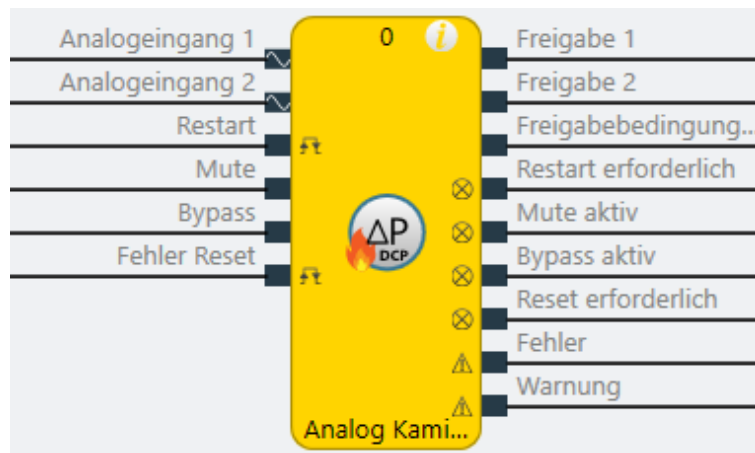 Analogeingang 1
Analogeingang 2
Restart
Mute
Bypass
Fehler Reset
0
i
ΔP
DCP
Analog Kami...
Freigabe 1
Freigabe 2
Freigabebedingung...
Restart erforderlich
Mute aktiv
Bypass aktiv
Reset erforderlich
Fehler
Warnung